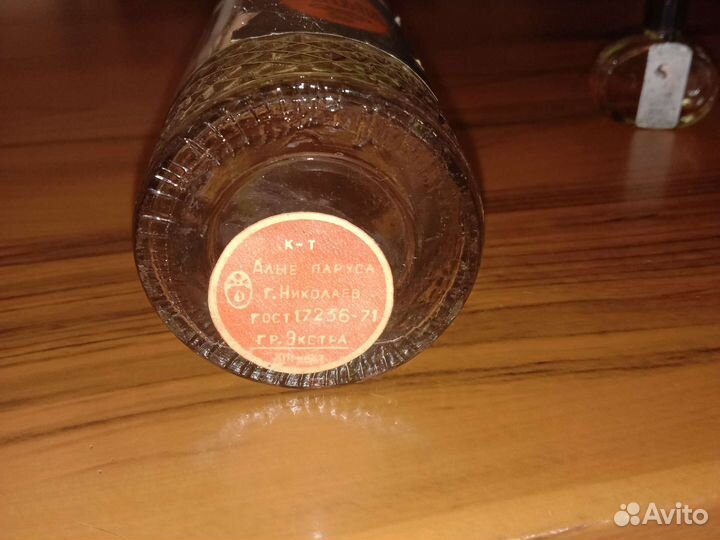 К-Т
АЛЫЕ ПАРУСА
Г. НИКОЛАЕВ
ГОСТ 17236-71
ГР. ЭКСТРА
Avito